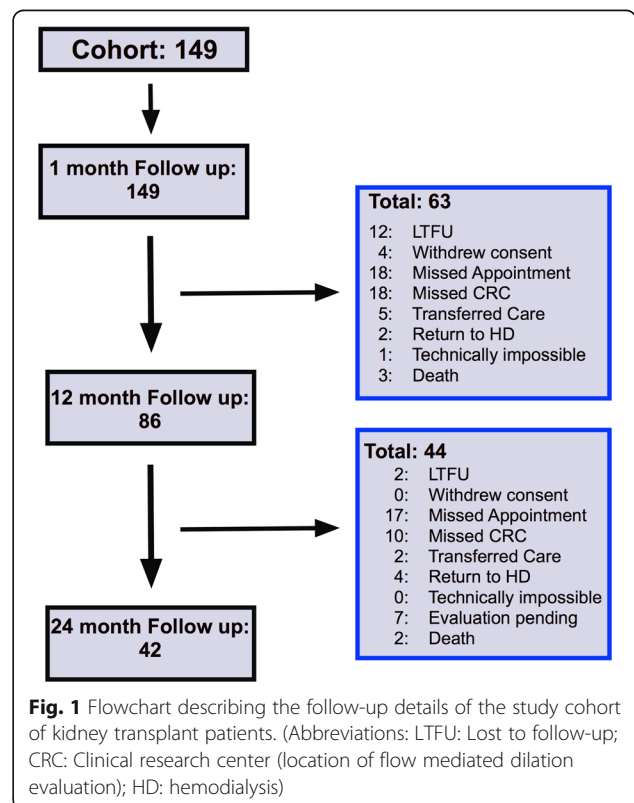 Cohort: 149
1 month Follow up:
149
Total: 63
12: LTFU
4: Withdrew consent
18: Missed Appointment
18: Missed CRC
5: Transferred Care
2: Return to HD
1: Technically impossible
3: Death
12 month Follow up:
86
Total: 44
2: LTFU
0: Withdrew consent
17: Missed Appointment
10: Missed CRC
2: Transferred Care
4: Return to HD
0: Technically impossible
7: Evaluation pending
2: Death
24 month Follow up:
42
Fig. 1 Flowchart describing the follow-up details of the study cohort
of kidney transplant patients. (Abbreviations: LTFU: Lost to follow-up;
CRC: Clinical research center (location of flow mediated dilation
evaluation); HD: hemodialysis)